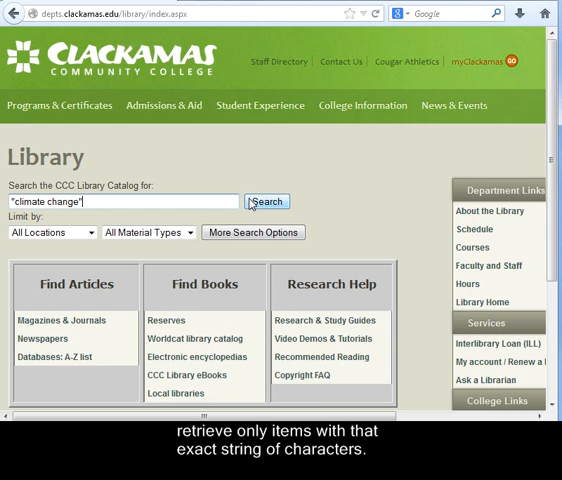 depts.clackamas.edu/library/index.aspx
Google
CLACKAMAS
COMMUNITY COLLEGE
Staff Directory Contact Us Cougar Athletics myClackamas GO
Programs & Certificates Admissions & Aid Student Experience College Information News & Events
Library
Search the CCC Library Catalog for:
"climate change" Search
Limit by:
All Locations All Material Types More Search Options
Find Articles
Magazines & Journals
Newspapers
Databases: A-Z list
Find Books
Reserves
Worldcat library catalog
Electronic encyclopedias
CCC Library eBooks
Local libraries
Research Help
Research & Study Guides
Video Demos & Tutorials
Recommended Reading
Copyright FAQ
Department Links
About the Library
Schedule
Courses
Faculty and Staff
Hours
Library Home
Services
Interlibrary Loan (ILL)
My account / Renew a
Ask a Librarian
College Links
retrieve only items with that
exact string of characters.